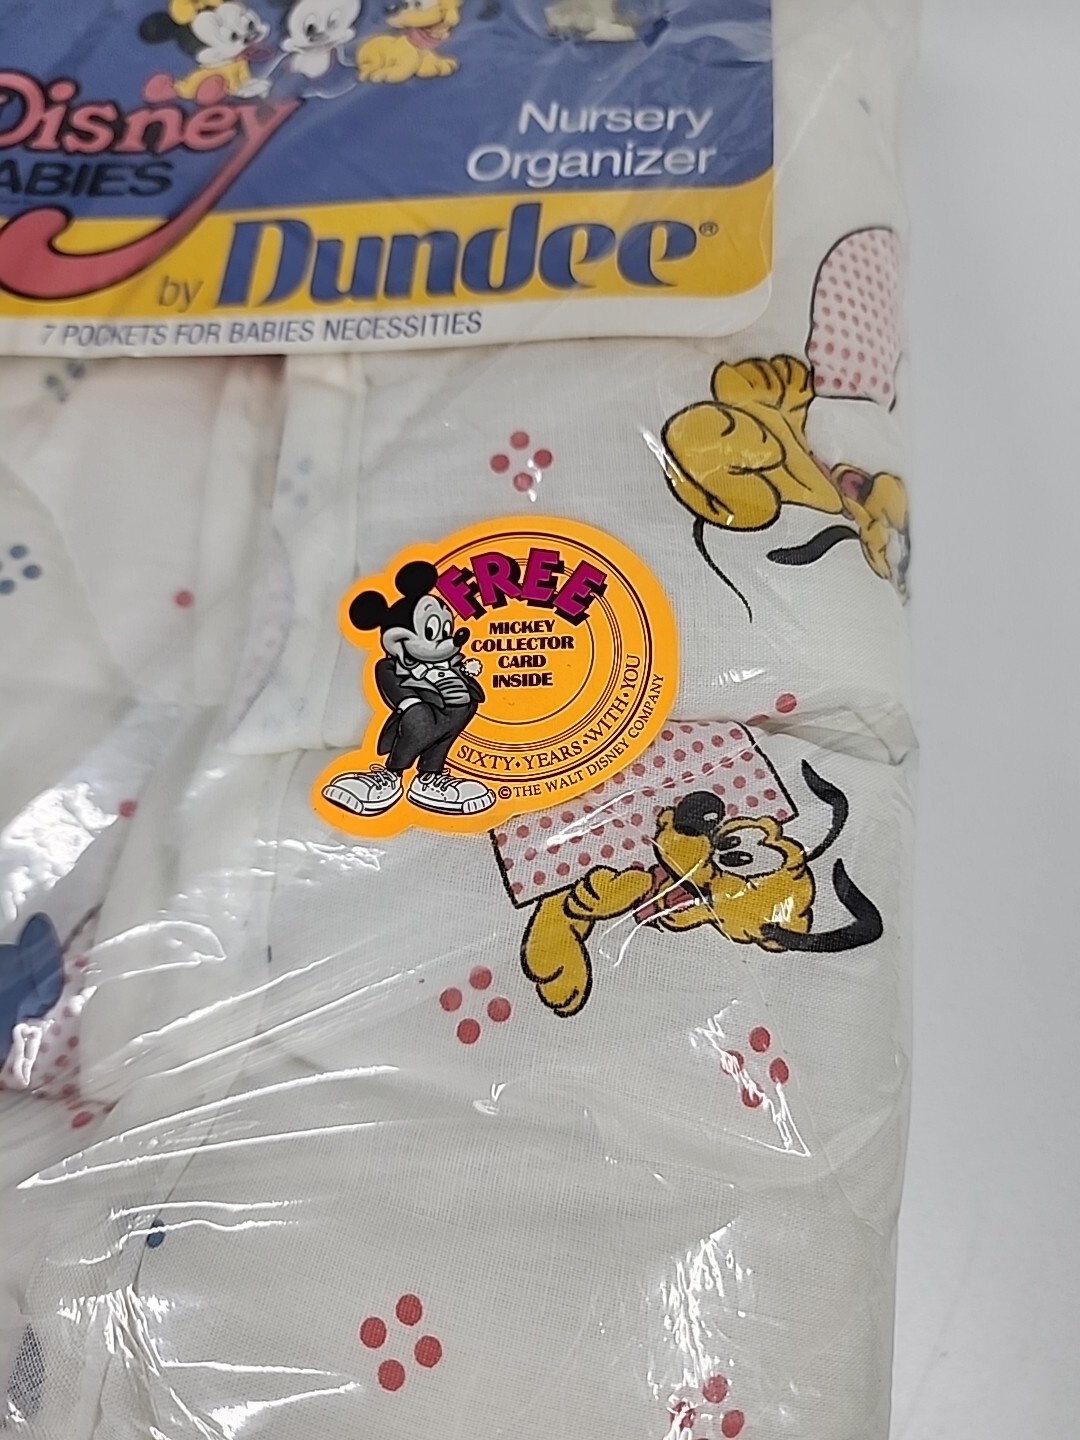 Disney
BABIES
Nursery
Organizer
by Dundee®
7 POCKETS FOR BABIES NECESSITIES
FREE
MICKEY
COLLECTOR
CARD
INSIDE
SIXTY • YEARS • WITH • YOU
© THE WALT DISNEY COMPANY